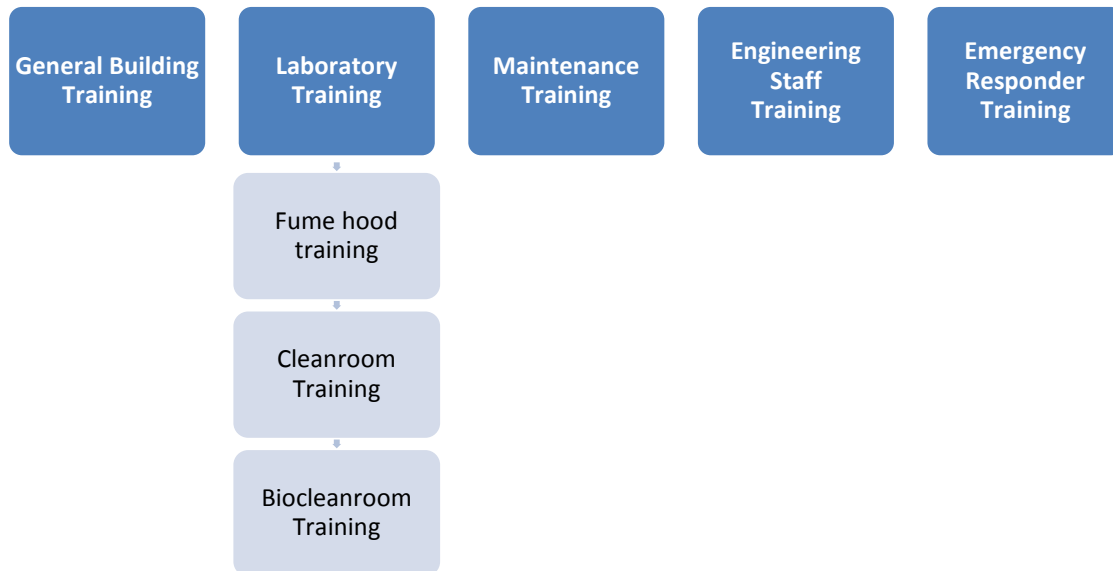 General Building
Training
Laboratory
Training
Maintenance
Training
Engineering
Staff
Training
Emergency
Responder
Training
Fume hood
training
Cleanroom
Training
Biocleanroom
Training